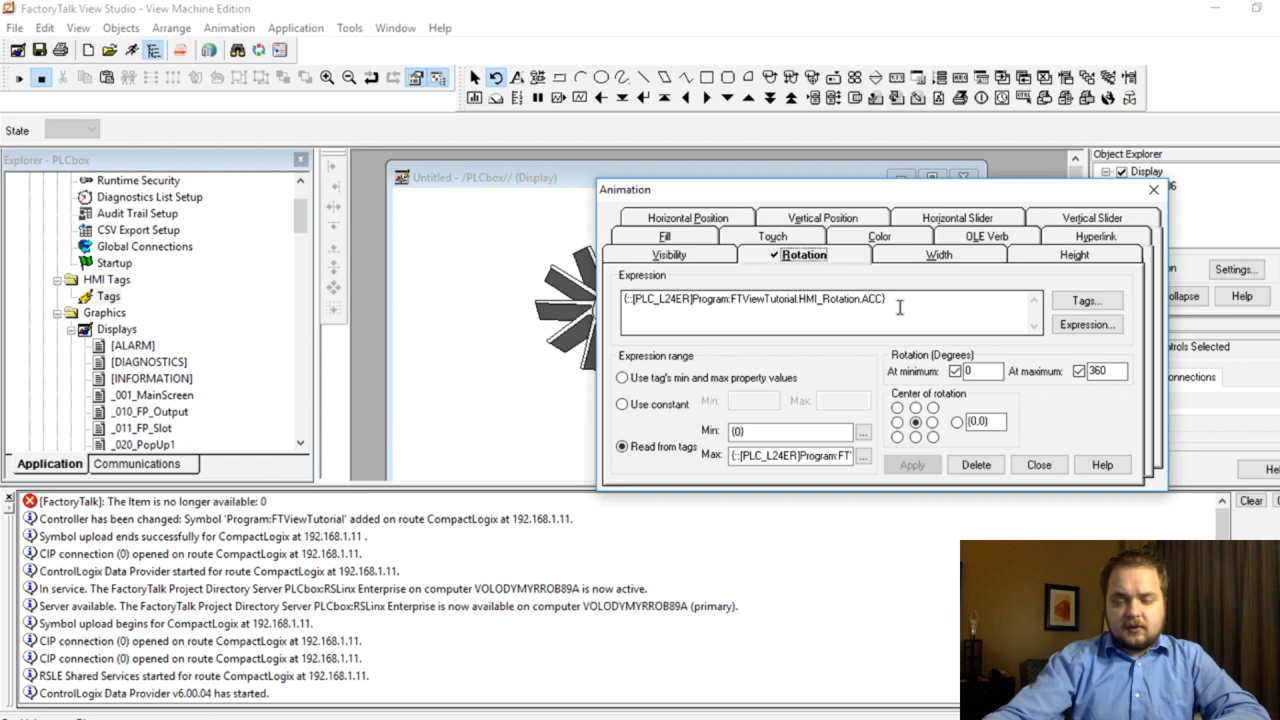 FactoryTalk View Studio - View Machine Edition
File Edit View Objects Arrange Animation Application Tools Window Help
State
Explorer - PLCbox
Runtime Security
Diagnostics List Setup
Audit Trail Setup
CSV Export Setup
Global Connections
Startup
HMI Tags
Tags
Graphics
Displays
[ALARM]
[DIAGNOSTICS]
[INFORMATION]
_001_MainScreen
_010_FP_Output
_011_FP_Slot
_020_PopUp1
Application Communications
Untitled - /PLCbox// (Display)
Animation
Horizontal Position Vertical Position Horizontal Slider Vertical Slider
Fill Touch Color OLE Verb Hyperlink
Visibility Rotation Width Height
Expression
{::[PLC_L24ER]Program:FTViewTutorial.HMI_Rotation.ACC}
Tags...
Expression...
Expression range
Use tag's min and max property values
Use constant Min: Max:
Read from tags
Min: {0} ...
Max: {::[PLC_L24ER]Program:FT' ...
Rotation (Degrees)
At minimum: 0 At maximum: 360
Center of rotation
(0,0)
Apply Delete Close Help
Object Explorer
Display
Settings...
ollapse Help
ontrols Selected
onnections
He
[FactoryTalk]: The Item is no longer available: 0
Controller has been changed: Symbol 'Program:FTViewTutorial' added on route CompactLogix at 192.168.1.11.
Symbol upload ends successfully for CompactLogix at 192.168.1.11 .
CIP connection (0) opened on route CompactLogix at 192.168.1.11.
ControlLogix Data Provider started for route CompactLogix at 192.168.1.11.
In service. The FactoryTalk Project Directory Server PLCbox:RSLinx Enterprise on computer VOLODYMYRROB89A is now active.
Server available. The FactoryTalk Project Directory Server PLCbox:RSLinx Enterprise is now available on computer VOLODYMYRROB89A (primary).
Symbol upload begins for CompactLogix at 192.168.1.11.
CIP connection (0) opened on route CompactLogix at 192.168.1.11.
CIP connection (0) opened on route CompactLogix at 192.168.1.11.
RSLE Shared Services started for route CompactLogix at 192.168.1.11.
ControlLogix Data Provider v6.00.04 has started.
Clear